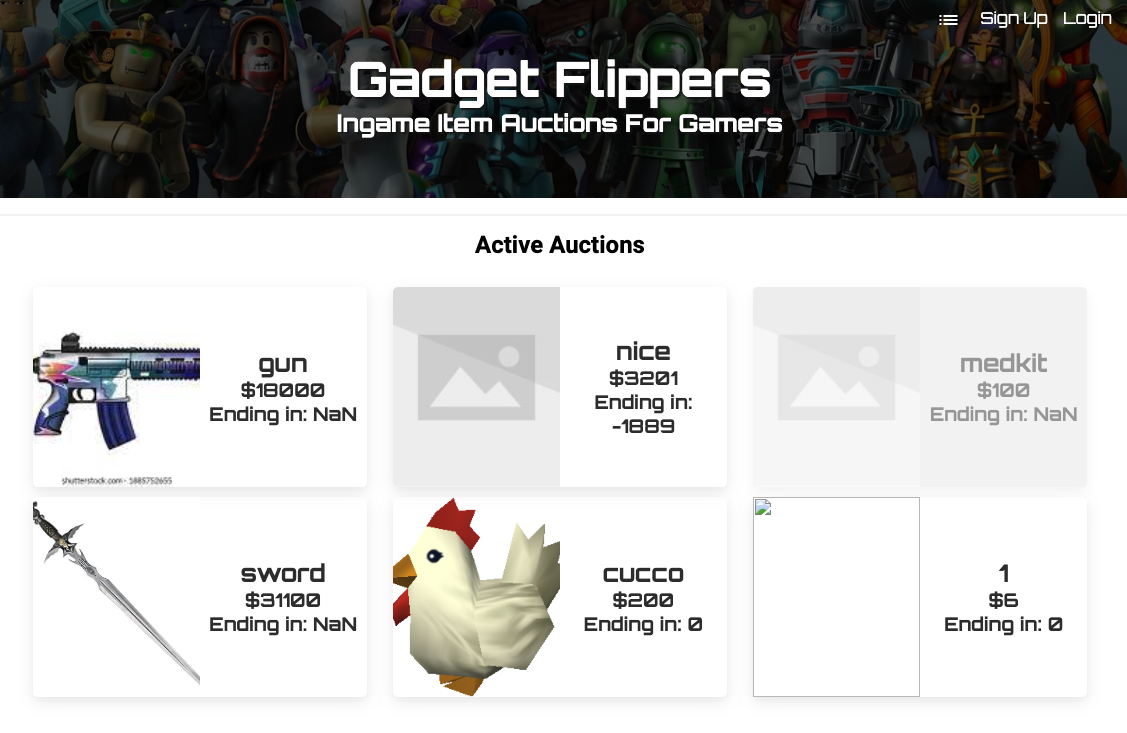 Sign Up Login
Gadget Flippers
Ingame Item Auctions For Gamers
Active Auctions
gun
$18000
Ending in: NaN
shutterstock.com · 1885752655
nice
$3201
Ending in:
-1889
medkit
$100
Ending in: NaN
sword
$31100
Ending in: NaN
cucco
$200
Ending in: 0
1
$6
Ending in: 0